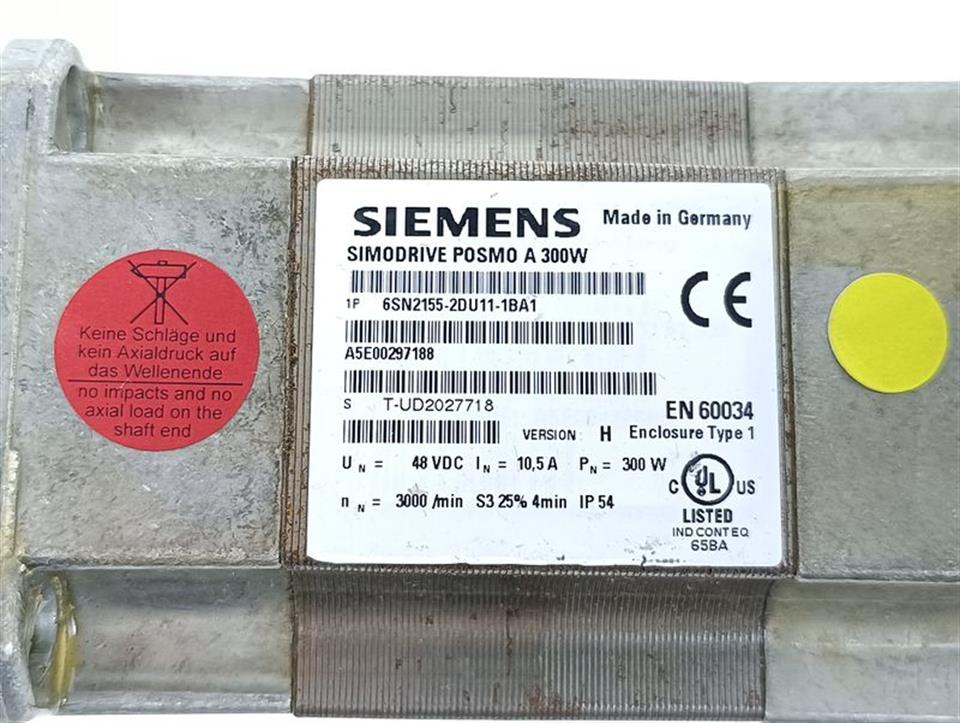 SIEMENS Made in Germany
SIMODRIVE POSMO A 300W
1P 6SN2155-2DU11-1BA1
CE
A5E00297188
S T-UD2027718
EN 60034
VERSION: H Enclosure Type 1
U N = 48 VDC I N = 10,5 A P N = 300 W
n N = 3000 /min S3 25% 4min IP 54
C UL US
LISTED
IND CONT EQ
65BA
Keine Schläge und
kein Axialdruck auf
das Wellenende
no impacts and no
axial load on the
shaft end